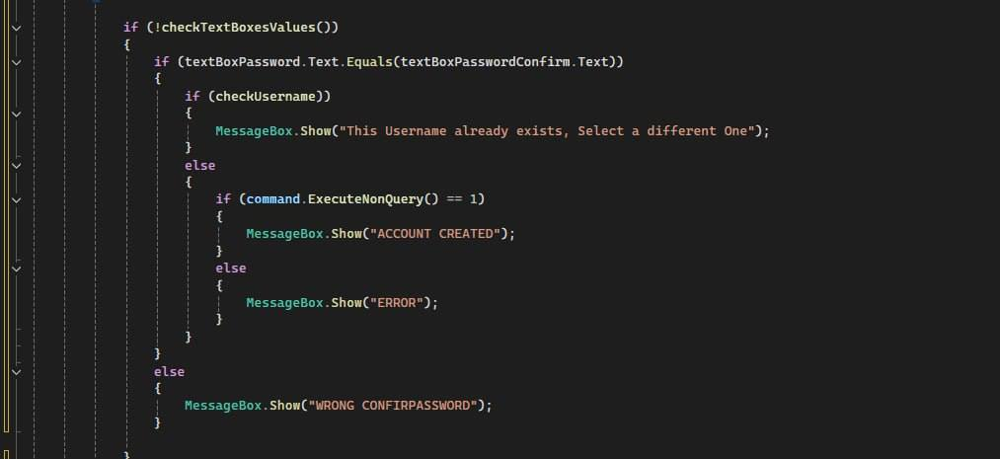 if (!checkTextBoxesValues())
{
if (textBoxPassword.Text.Equals(textBoxPasswordConfirm.Text))
{
if (checkUsername))
{
MessageBox.Show("This Username already exists, Select a different One");
}
else
{
if (command.ExecuteNonQuery() == 1)
{
MessageBox.Show("ACCOUNT CREATED");
}
else
{
MessageBox.Show("ERROR");
}
}
}
else
{
MessageBox.Show("WRONG CONFIRPASSWORD");
}
}